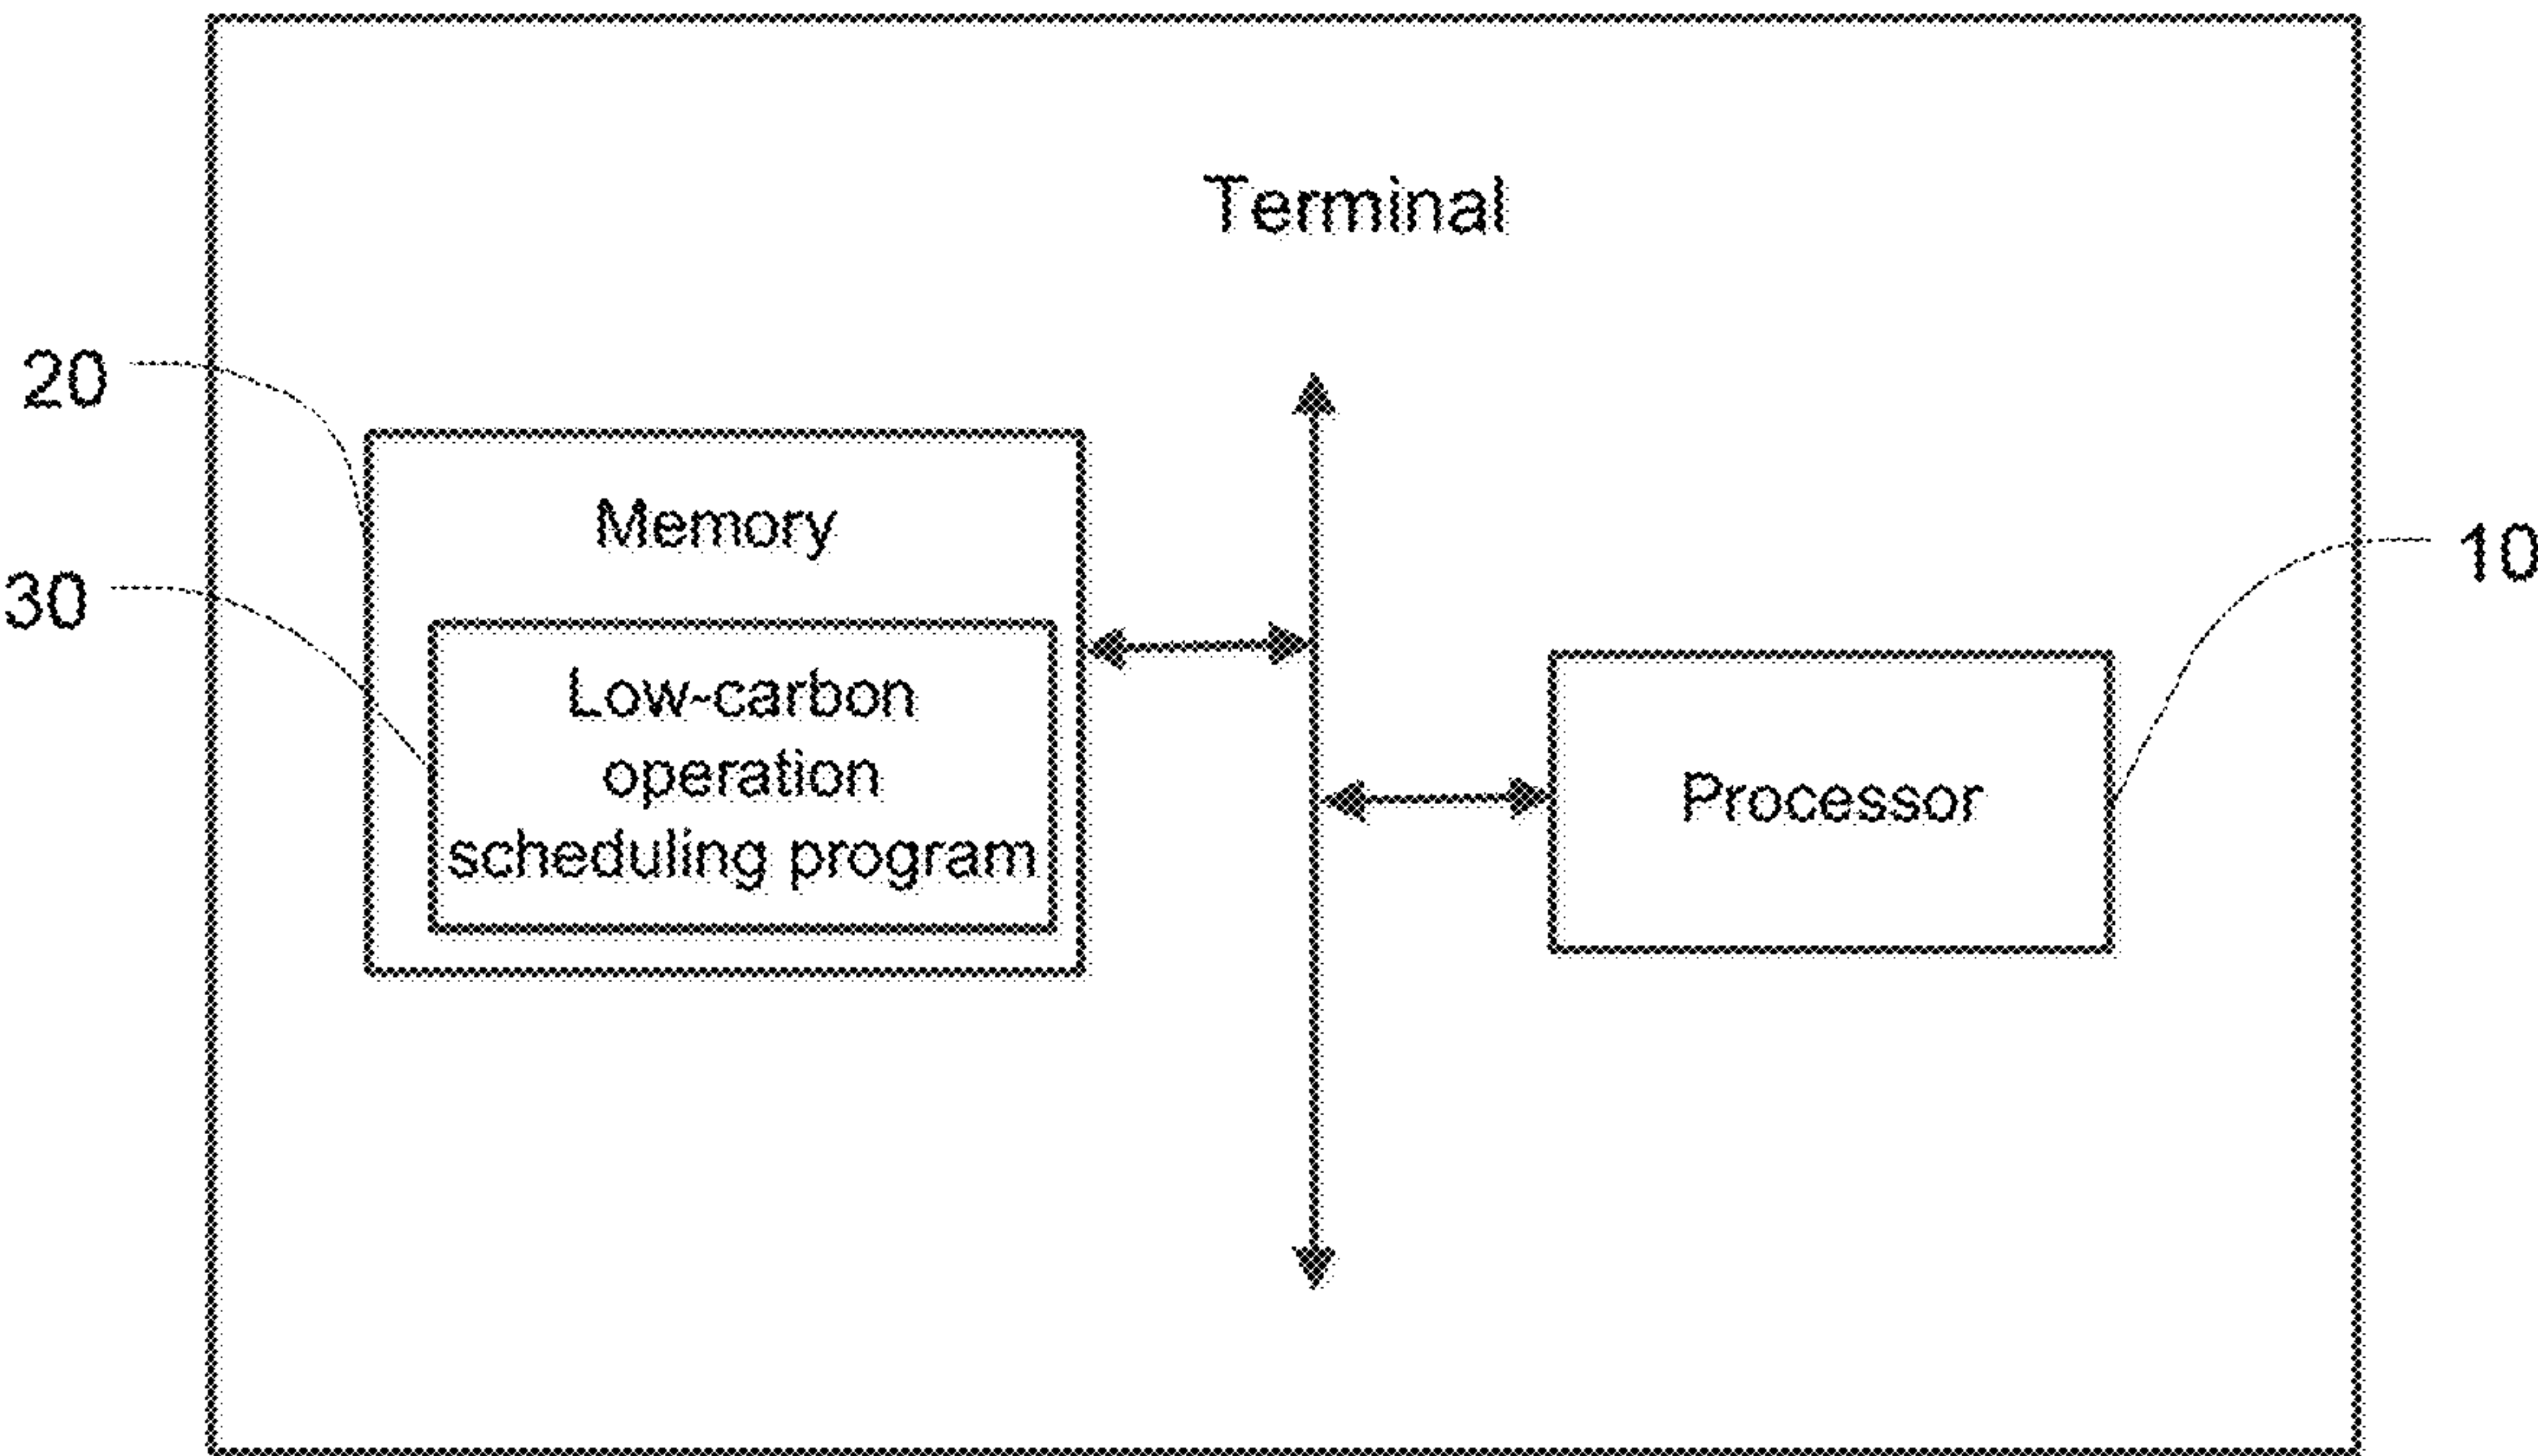 Terminal
20
Memory
30
Low-carbon
operation
scheduling program
10
Processor